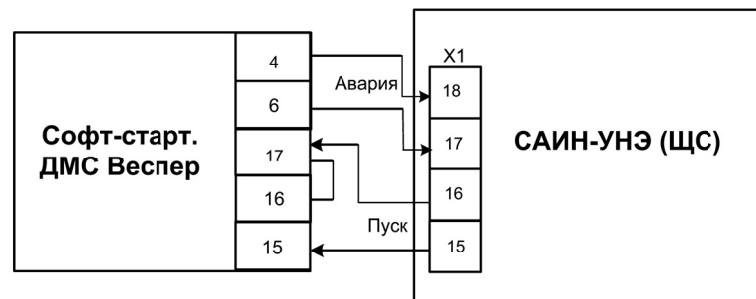 X1
4
Авария
18
6
Софт-старт.
ДМС Веспер
17
17
САИН-УНЭ (ЩС)
16
16
Пуск
15
15